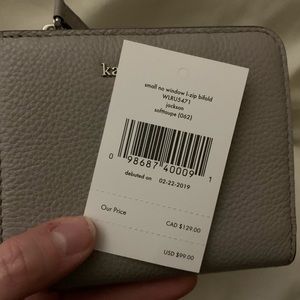 ka
small no window l-zip bifold
WLRU5471
jackson
softtaupe (062)
0 98687 40009 1
debuted on 02-22-2019
Our Price
CAD $129.00
USD $99.00